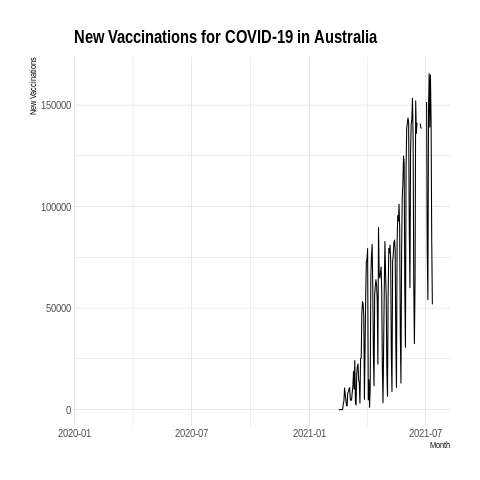 New Vaccinations for COVID-19 in Australia
New Vaccinations
150000
100000
50000
0
2020-01
2020-07
2021-01
2021-07
Month